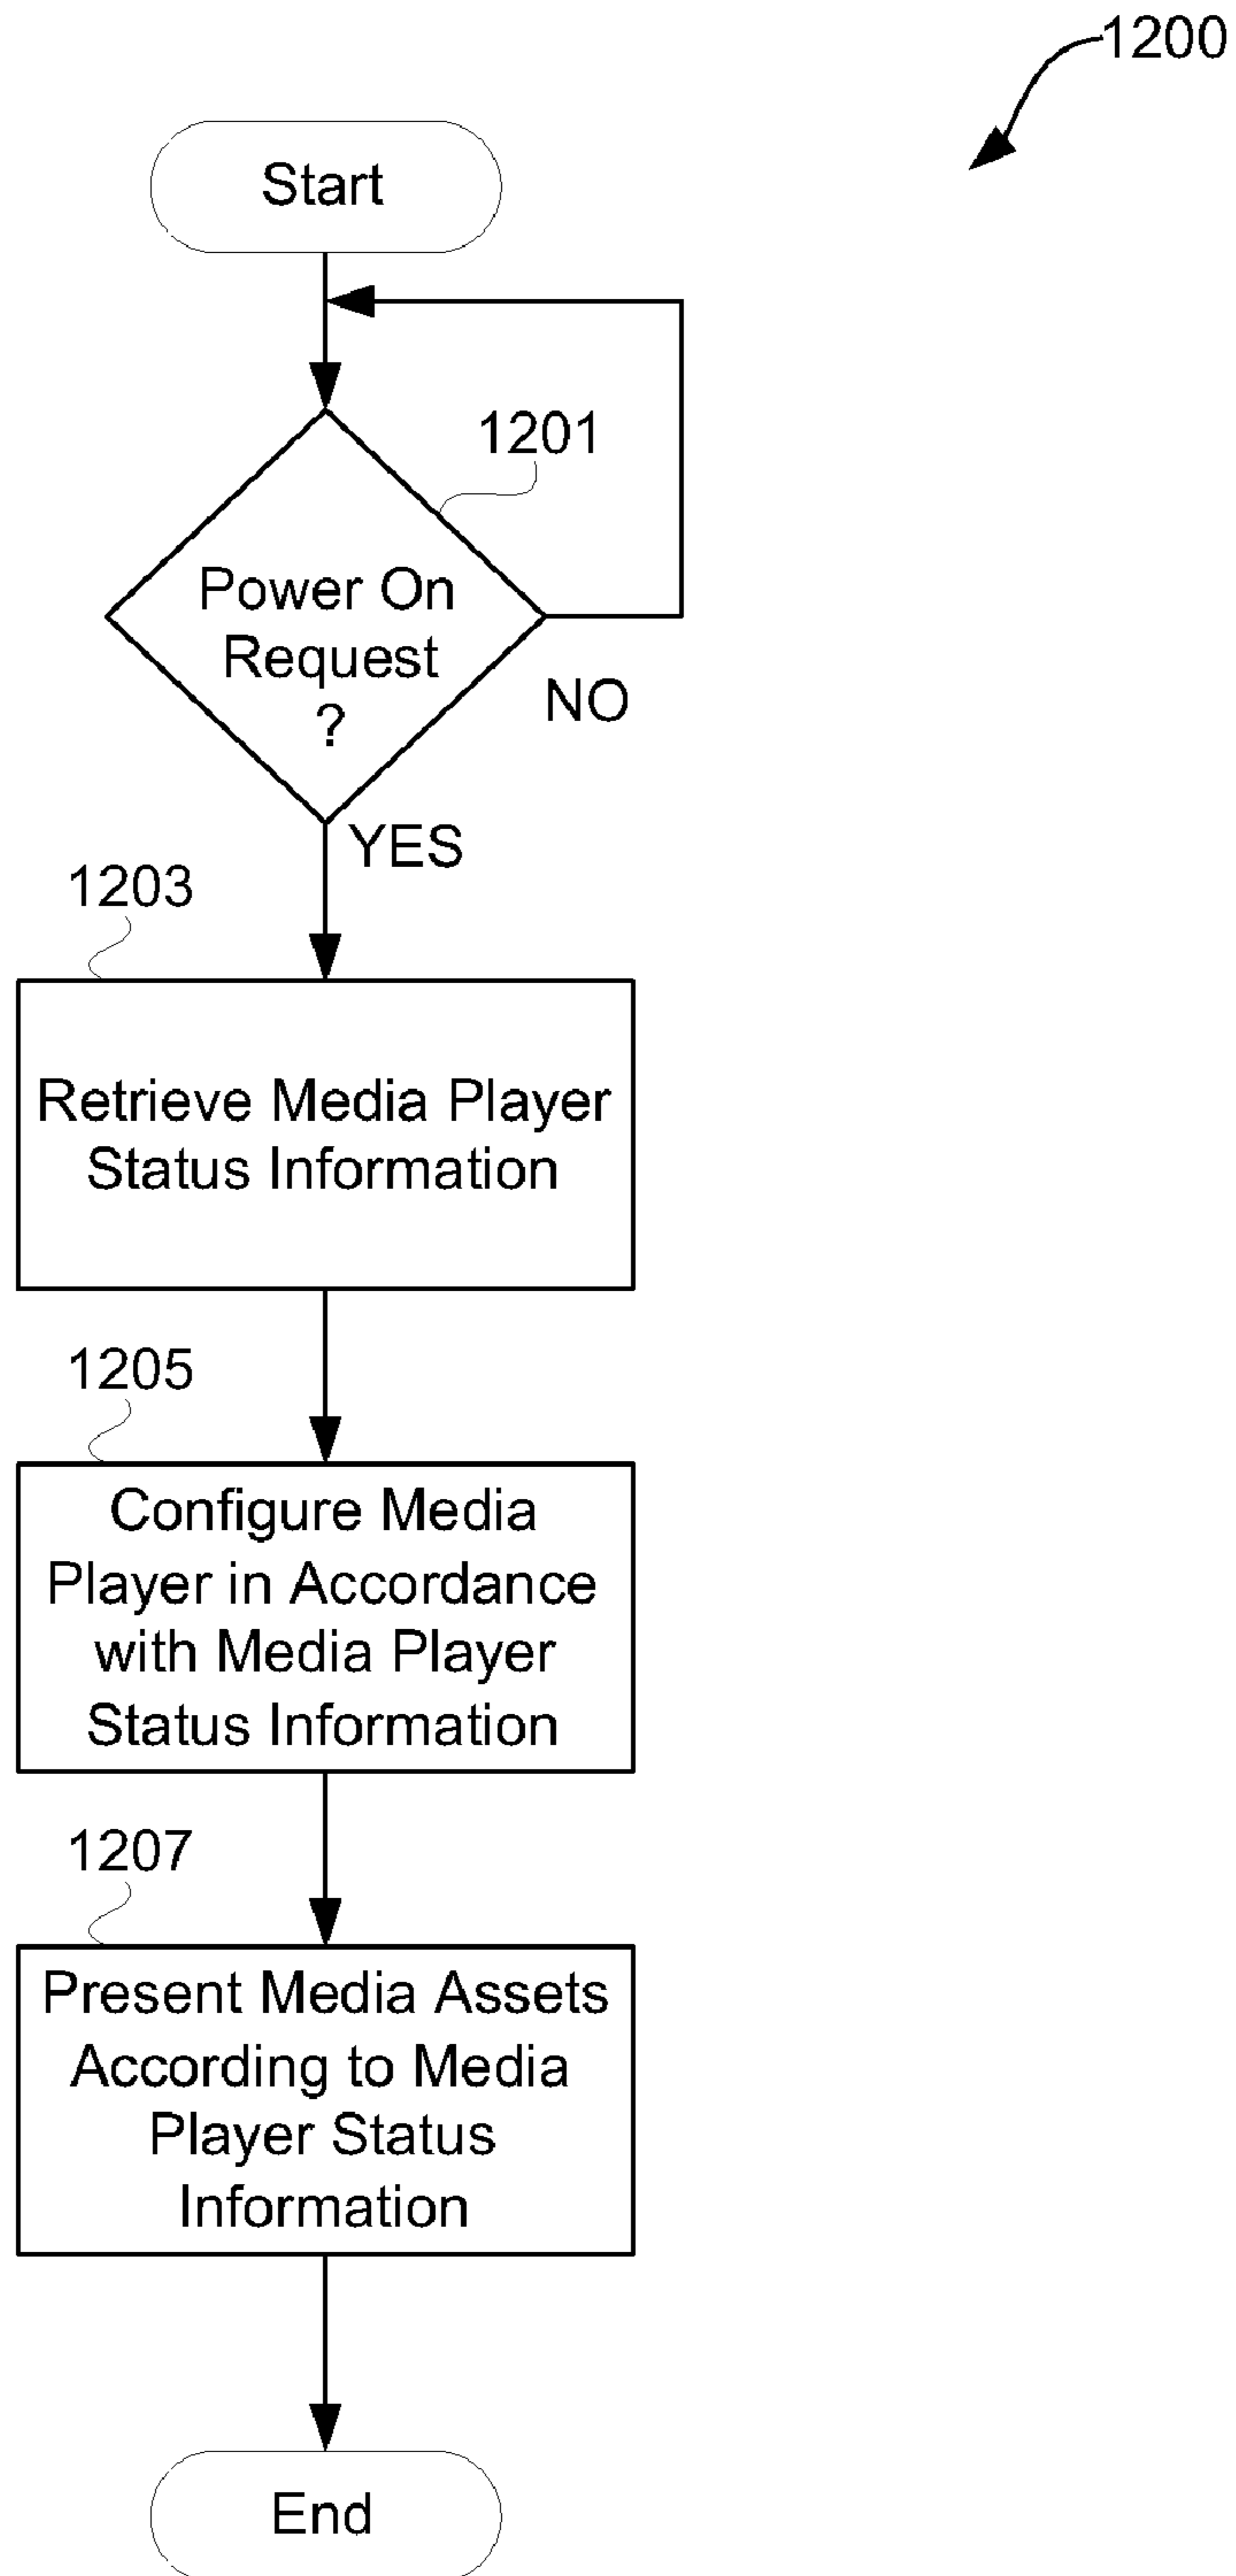 1200
Start
1201
Power On
Request
?
NO
YES
1203
Retrieve Media Player
Status Information
1205
Configure Media
Player in Accordance
with Media Player
Status Information
1207
Present Media Assets
According to Media
Player Status
Information
End